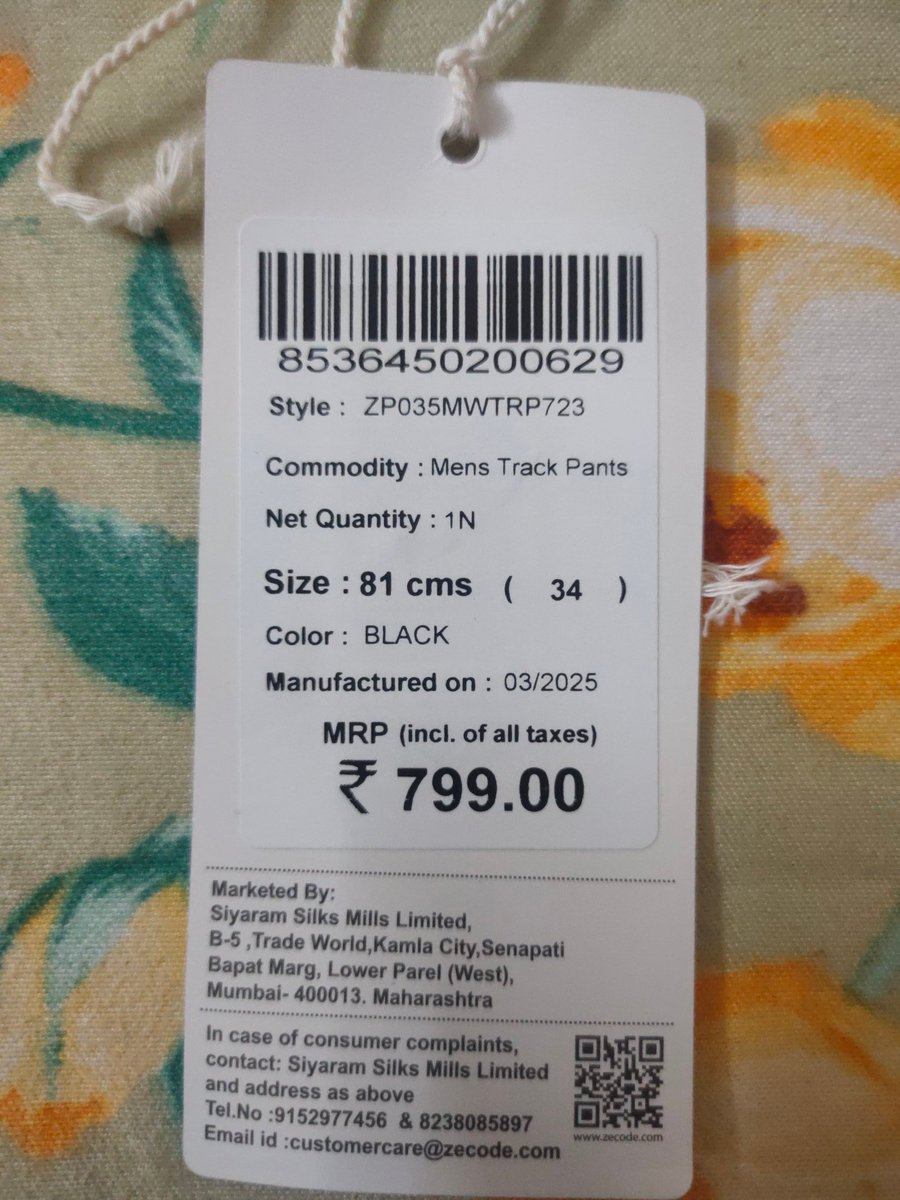 8536450200629
Style : ZP035MWTRP723
Commodity : Mens Track Pants
Net Quantity : 1N
Size : 81 cms ( 34 )
Color : BLACK
Manufactured on : 03/2025
MRP (incl. of all taxes)
₹ 799.00
Marketed By:
Siyaram Silks Mills Limited,
B-5 ,Trade World,Kamla City,Senapati
Bapat Marg, Lower Parel (West),
Mumbai- 400013. Maharashtra
In case of consumer complaints,
contact: Siyaram Silks Mills Limited
and address as above
Tel.No :9152977456 & 8238085897
Email id :customercare@zecode.com
www.zecode.com